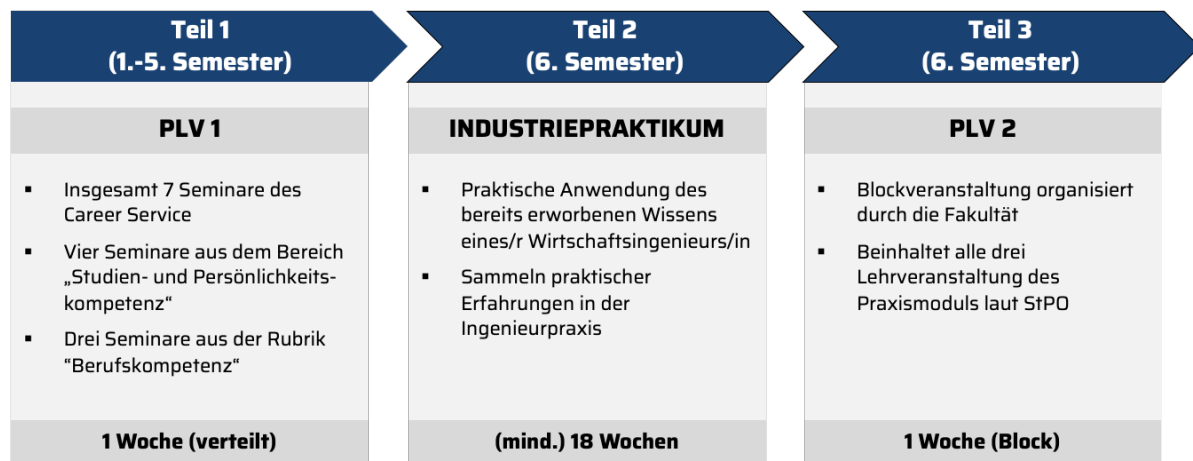 Teil 1
(1.-5. Semester)
PLV 1
▪ Insgesamt 7 Seminare des
Career Service
▪ Vier Seminare aus dem Bereich
„Studien- und Persönlichkeits-
kompetenz“
▪ Drei Seminare aus der Rubrik
“Berufskompetenz“
1 Woche (verteilt)
Teil 2
(6. Semester)
INDUSTRIEPRAKTIKUM
▪ Praktische Anwendung des
bereits erworbenen Wissens
eines/r Wirtschaftsingenieurs/in
▪ Sammeln praktischer
Erfahrungen in der
Ingenieurpraxis
(mind.) 18 Wochen
Teil 3
(6. Semester)
PLV 2
▪ Blockveranstaltung organisiert
durch die Fakultät
▪ Beinhaltet alle drei
Lehrveranstaltung des
Praxismoduls laut StPO
1 Woche (Block)